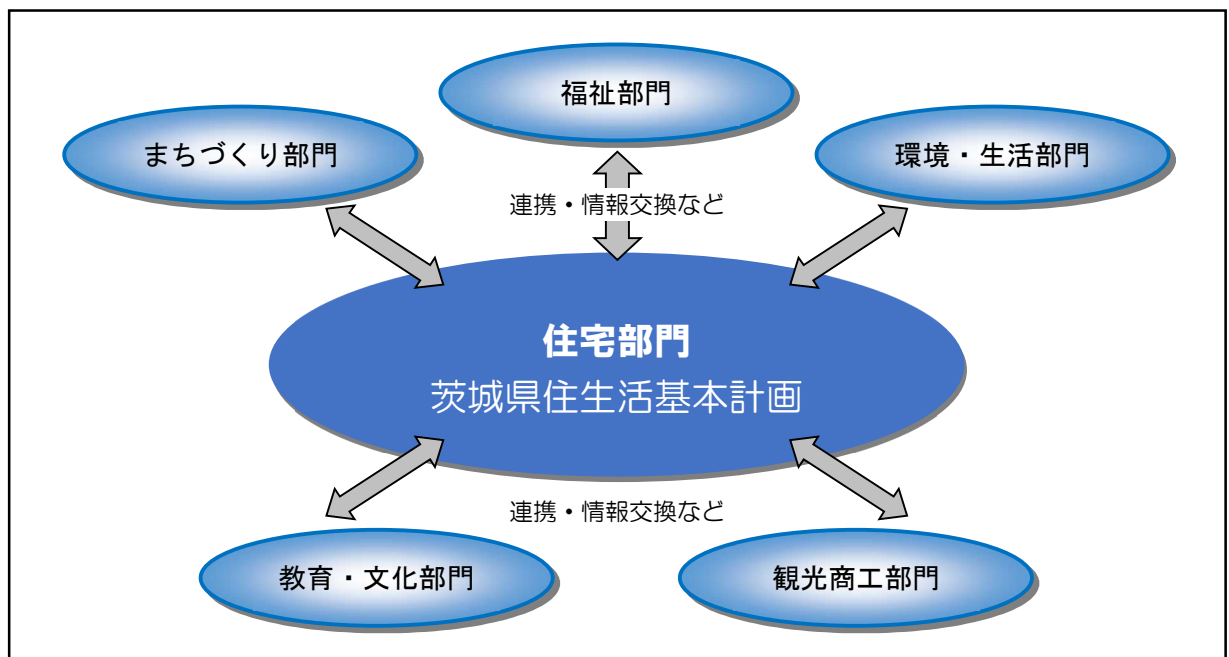 福祉部門
まちづくり部門
環境・生活部門
連携・情報交換など
住宅部門
茨城県住生活基本計画
連携・情報交換など
教育・文化部門
観光商工部門